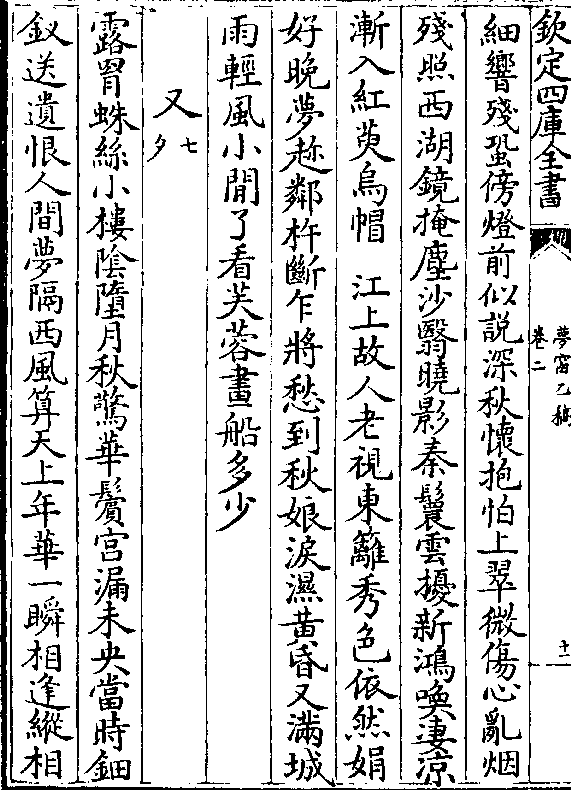 欽定四庫全書
夢窗乙稿
卷二
十一
細響殘蛩傍燈前似說深秋懷抱怕上翠微傷心亂烟
殘照西湖鏡掩塵沙翳曉影秦鬟雲擾新鴻喚淒涼
漸入紅萸烏帽　江上故人老視東籬秀色依然娟
好晚夢趂鄰杵斷乍將愁到秋娘淚濕黃昏又滿城
雨輕風小閒了看芙蓉畫船多少
又
七夕
露罥蛛絲小樓陰墮月秋驚華鬢宮漏未央當時鈿
釵送遺恨人間夢隔西風算天上年華一瞬相逢縱相